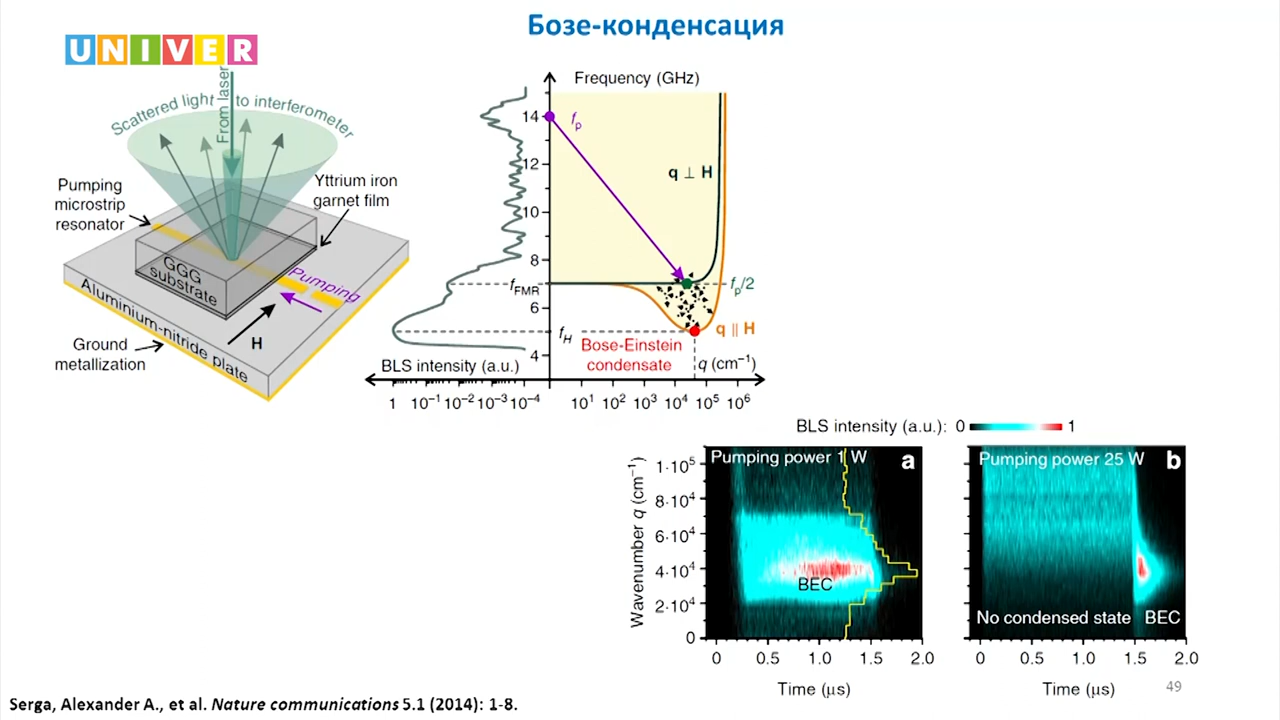 Бозе-конденсация
UNIVER
Scattered light
From laser
to interferometer
Pumping
microstrip
resonator
Yttrium iron
garnet film
GGG
substrate
Pumping
Aluminium-nitride plate
H
Ground
metallization
Frequency (GHz)
14
12
10
8
6
4
fp
q ⊥ H
fFMR
fp/2
fH
q || H
Bose-Einstein
condensate
BLS intensity (a.u.)
q (cm⁻¹)
1 10⁻¹ 10⁻² 10⁻³ 10⁻⁴
10¹ 10² 10³ 10⁴ 10⁵ 10⁶
BLS intensity (a.u.): 0 1
Wavenumber q (cm⁻¹)
1·10⁵
8·10⁴
6·10⁴
4·10⁴
2·10⁴
0
Pumping power 1 W
a
BEC
0 0.5 1.0 1.5 2.0
Time (μs)
Pumping power 25 W
b
No condensed state
BEC
0 0.5 1.0 1.5 2.0
Time (μs)
49
Serga, Alexander A., et al. Nature communications 5.1 (2014): 1-8.